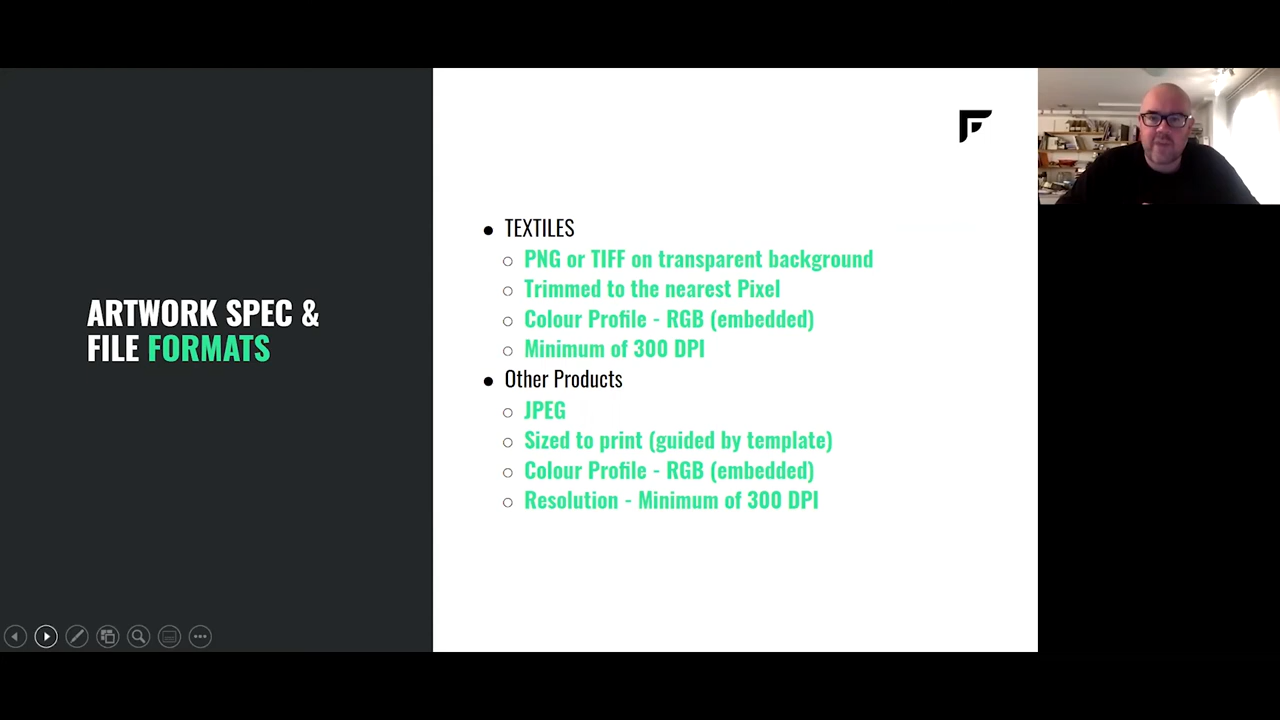 ARTWORK SPEC &
FILE FORMATS
TEXTILES
PNG or TIFF on transparent background
Trimmed to the nearest Pixel
Colour Profile - RGB (embedded)
Minimum of 300 DPI
Other Products
JPEG
Sized to print (guided by template)
Colour Profile - RGB (embedded)
Resolution - Minimum of 300 DPI